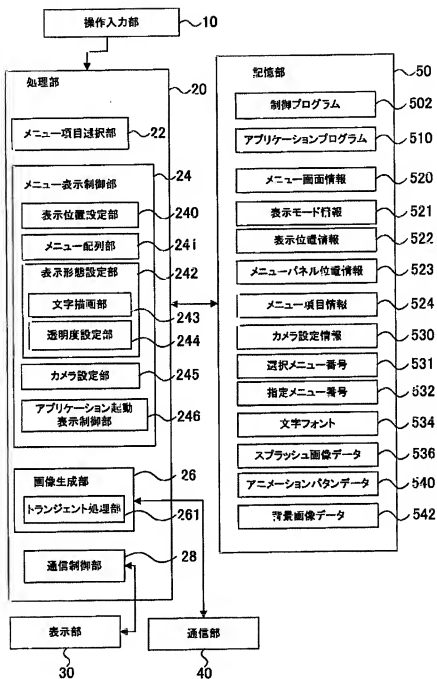 操作入力部
10
処理部
20
メニュー項目選択部
22
メニュー表示制御部
24
表示位置設定部
240
メニュー配列部
241
表示形態設定部
242
文字描画部
243
透明度設定部
244
カメラ設定部
245
アプリケーション起動
表示制御部
246
画像生成部
26
トランジェント処理部
261
通信制御部
28
表示部
30
通信部
40
記憶部
50
制御プログラム
502
アプリケーションプログラム
510
メニュー画面情報
520
表示モード情報
521
表示位置情報
522
メニューパネル位置情報
523
メニュー項目情報
524
カメラ設定情報
530
選択メニュー番号
531
指定メニュー番号
532
文字フォント
534
スプラッシュ画像データ
536
アニメーションパタンデータ
540
背景画像データ
542